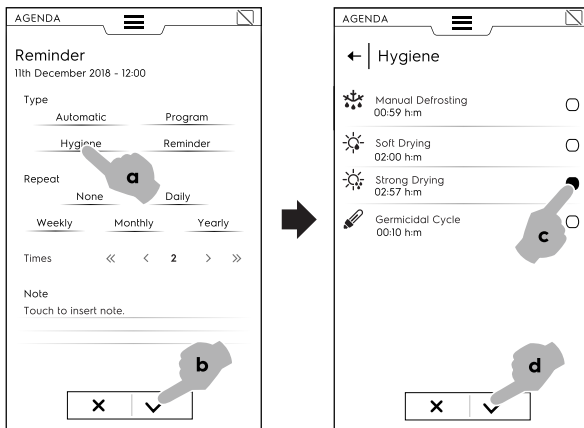 AGENDA
Reminder
11th December 2018 - 12:00
Type
Automatic Program
Hygiene Reminder
a
Repeat
None Daily
Weekly Monthly Yearly
Times « < 2 > »
Note
Touch to insert note.
b
AGENDA
Hygiene
Manual Defrosting
00:59 h:m
Soft Drying
02:00 h:m
Strong Drying
02:57 h:m
Germicidal Cycle
00:10 h:m
c
d